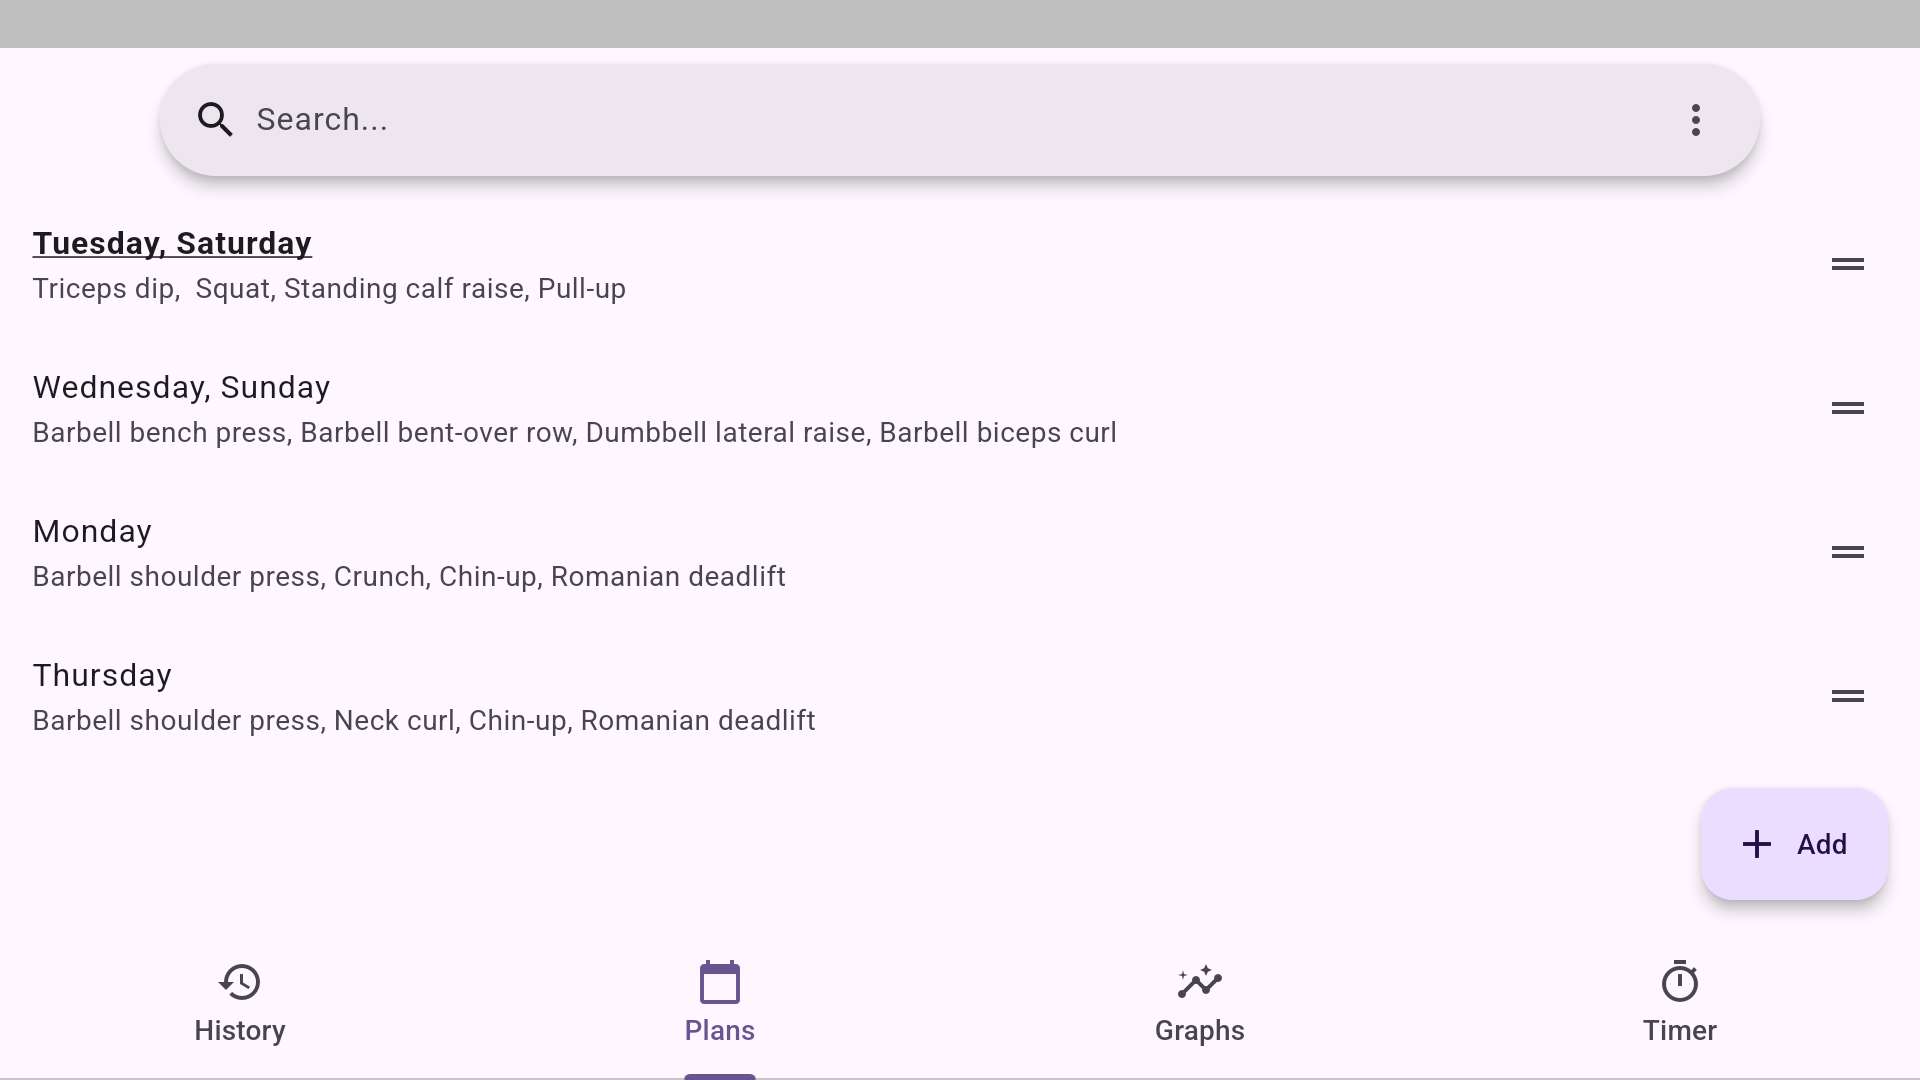 Search...
Tuesday, Saturday
Triceps dip,  Squat, Standing calf raise, Pull-up
Wednesday, Sunday
Barbell bench press, Barbell bent-over row, Dumbbell lateral raise, Barbell biceps curl
Monday
Barbell shoulder press, Crunch, Chin-up, Romanian deadlift
Thursday
Barbell shoulder press, Neck curl, Chin-up, Romanian deadlift
Add
History
Plans
Graphs
Timer